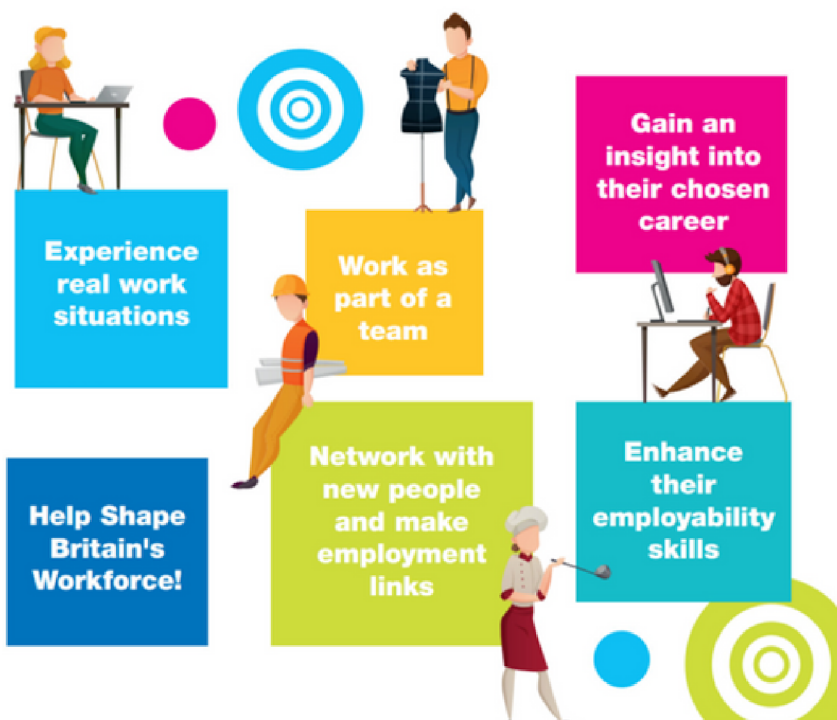 Experience
real work
situations
Work as
part of a
team
Gain an
insight into
their chosen
career
Help Shape
Britain's
Workforce!
Network with
new people
and make
employment
links
Enhance
their
employability
skills